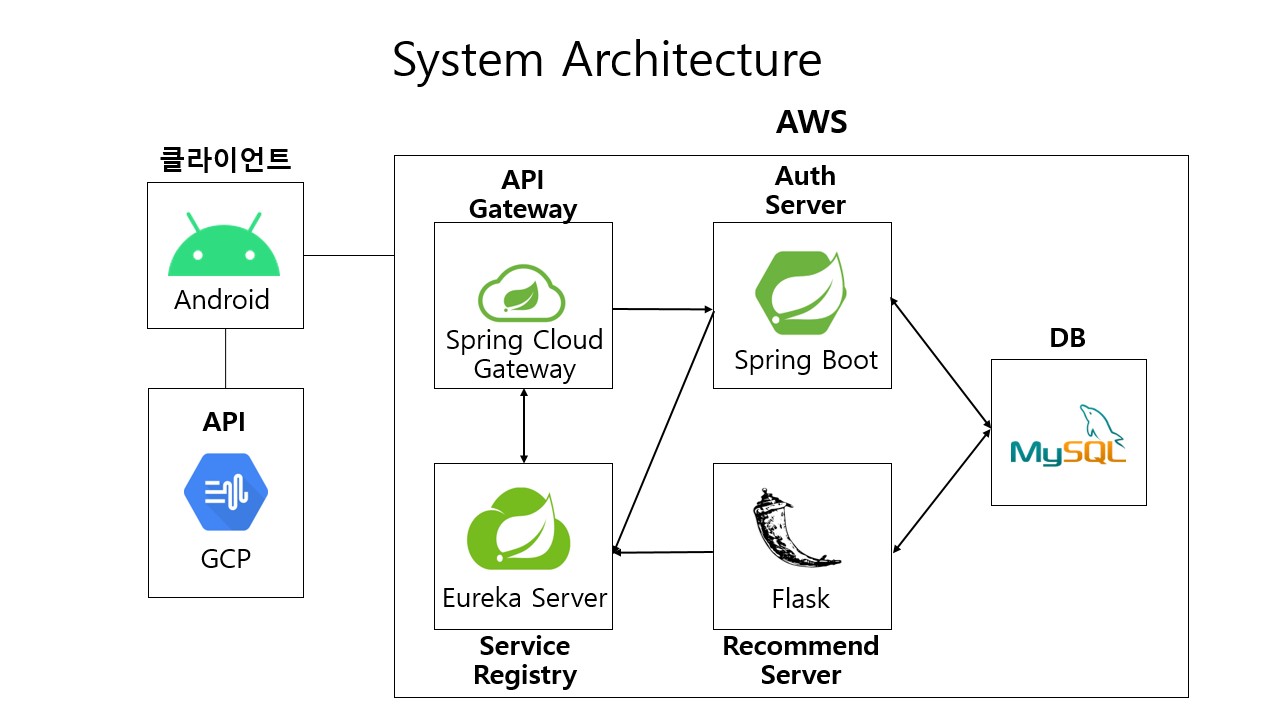 System Architecture
AWS
클라이언트
Android
API
GCP
API
Gateway
Spring Cloud
Gateway
Auth
Server
Spring Boot
DB
MySQL
Eureka Server
Service
Registry
Flask
Recommend
Server